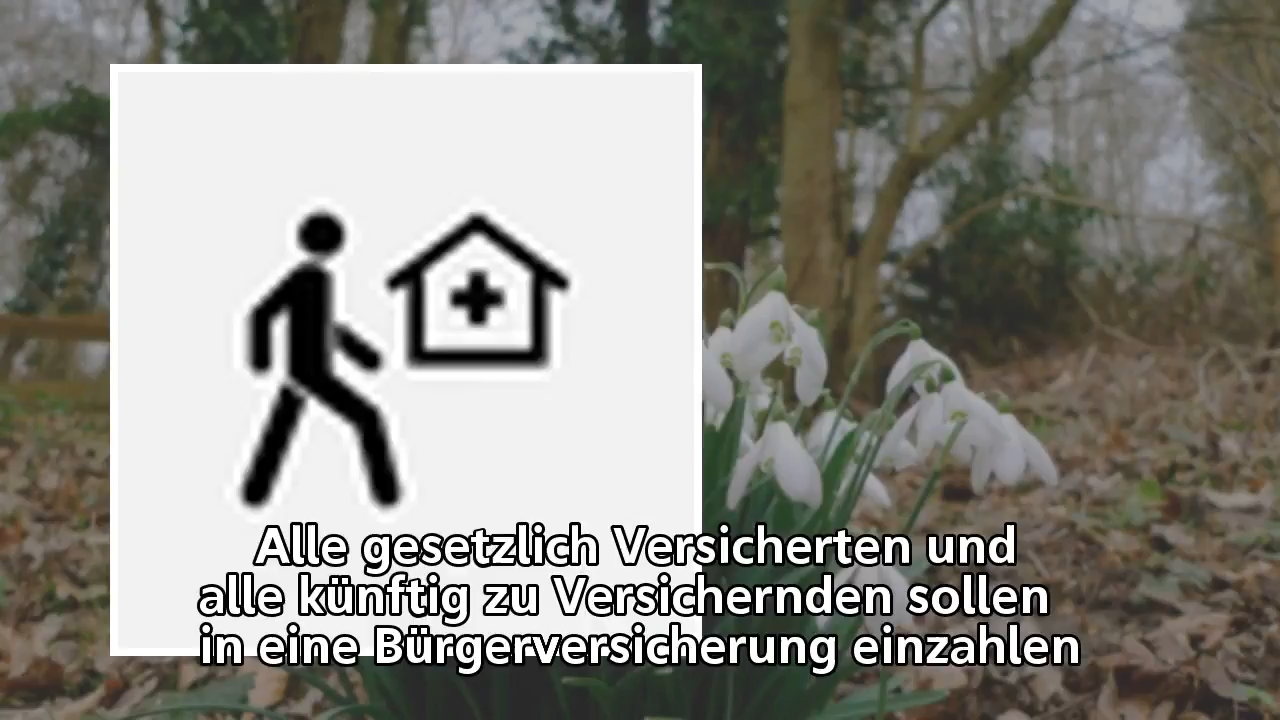 Alle gesetzlich Versicherten und
alle künftig zu Versichernden sollen
in eine Bürgerversicherung einzahlen